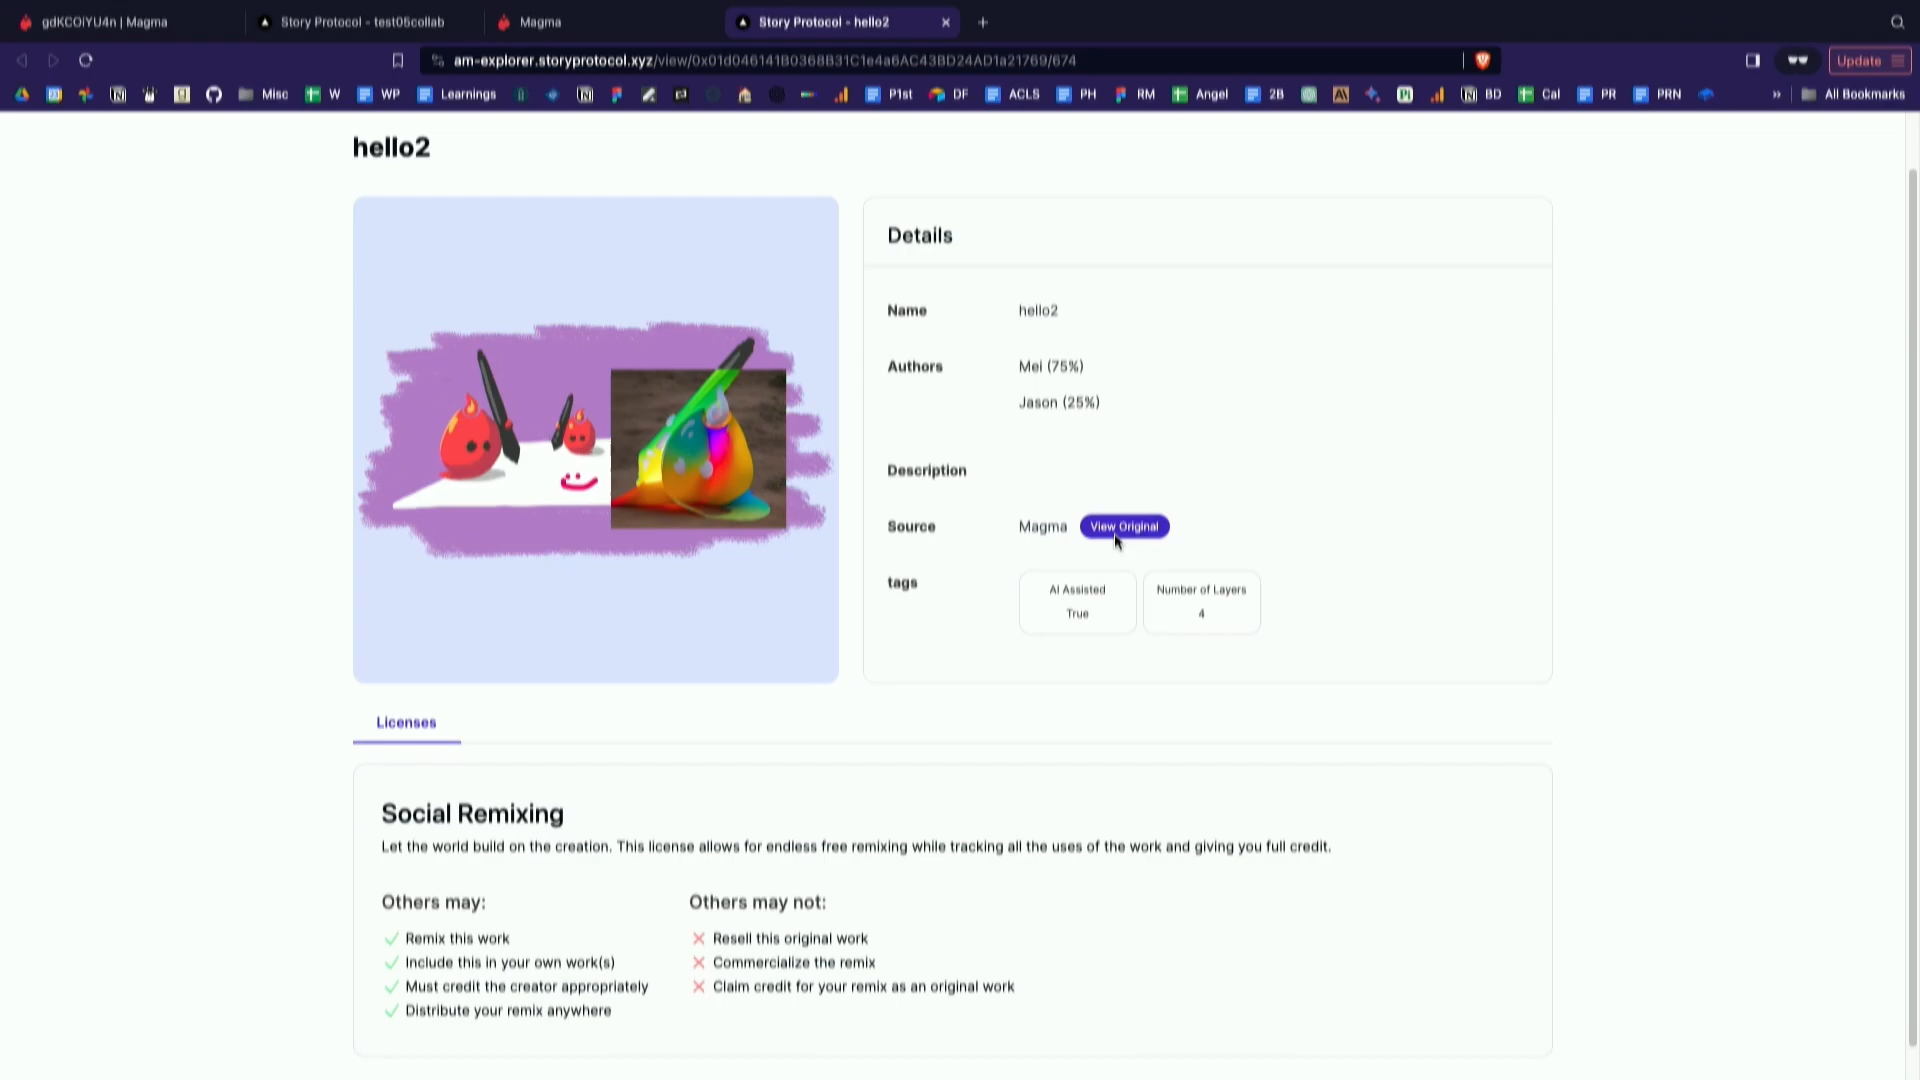 gdKCOiYU4n | Magma
Story Protocol - test05collab
Magma
Story Protocol - hello2
am-explorer.storyprotocol.xyz/view/0x01d046141B0368B31C1e4a6AC43BD24AD1a21769/674
Update
Misc W WP Learnings P1st DF ACLS PH RM Angel 2B BD Cal PR PRN » All Bookmarks
hello2
Details
Name hello2
Authors Mei (75%)
Jason (25%)
Description
Source Magma View Original
tags
AI Assisted Number of Layers
True 4
Licenses
Social Remixing
Let the world build on the creation. This license allows for endless free remixing while tracking all the uses of the work and giving you full credit.
Others may: Others may not:
Remix this work Resell this original work
Include this in your own work(s) Commercialize the remix
Must credit the creator appropriately Claim credit for your remix as an original work
Distribute your remix anywhere